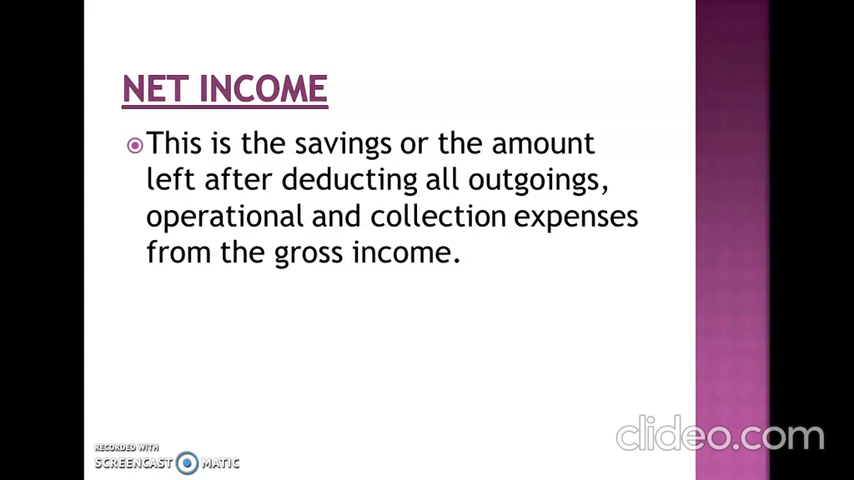 NET INCOME
This is the savings or the amount
left after deducting all outgoings,
operational and collection expenses
from the gross income.
RECORDED WITH
SCREENCAST MATIC
clideo.com